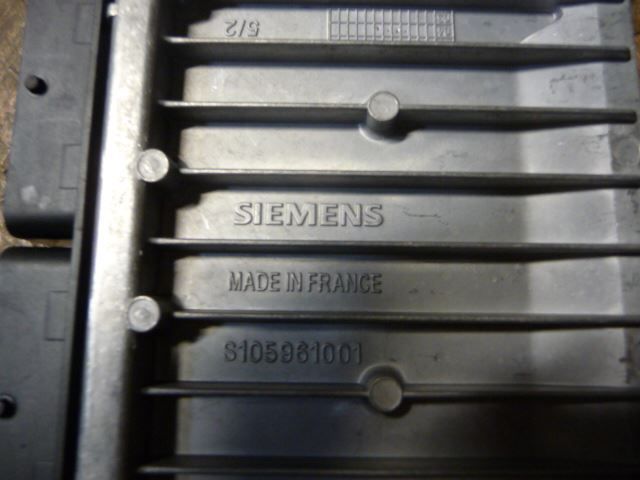 5/2
SIEMENS
MADE IN FRANCE
S105961001